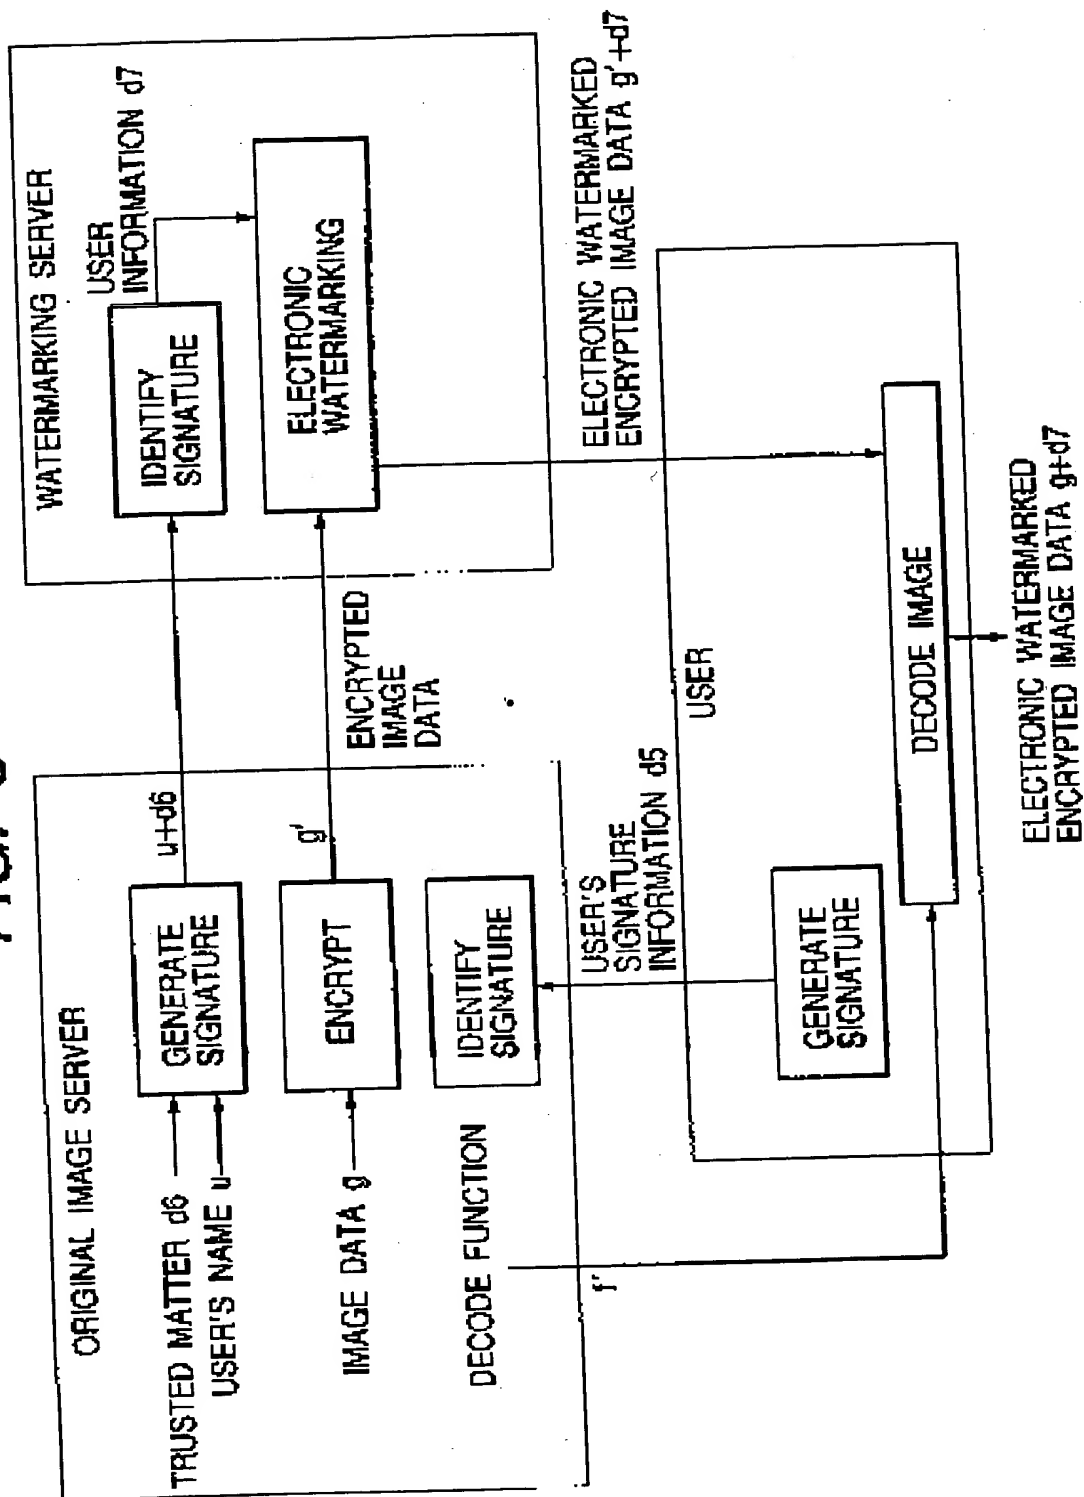 ORIGINAL IMAGE SERVER
TRUSTED MATTER d6
USER'S NAME u
GENERATE
SIGNATURE
u+d6
IMAGE DATA g
ENCRYPT
g'
ENCRYPTED
IMAGE
DATA
DECODE FUNCTION
IDENTIFY
SIGNATURE
f'
WATERMARKING SERVER
IDENTIFY
SIGNATURE
USER
INFORMATION d7
ELECTRONIC
WATERMARKING
ELECTRONIC WATERMARKED
ENCRYPTED IMAGE DATA g'+d7
USER'S
SIGNATURE
INFORMATION d5
USER
GENERATE
SIGNATURE
DECODE IMAGE
ELECTRONIC WATERMARKED
ENCRYPTED IMAGE DATA g+d7